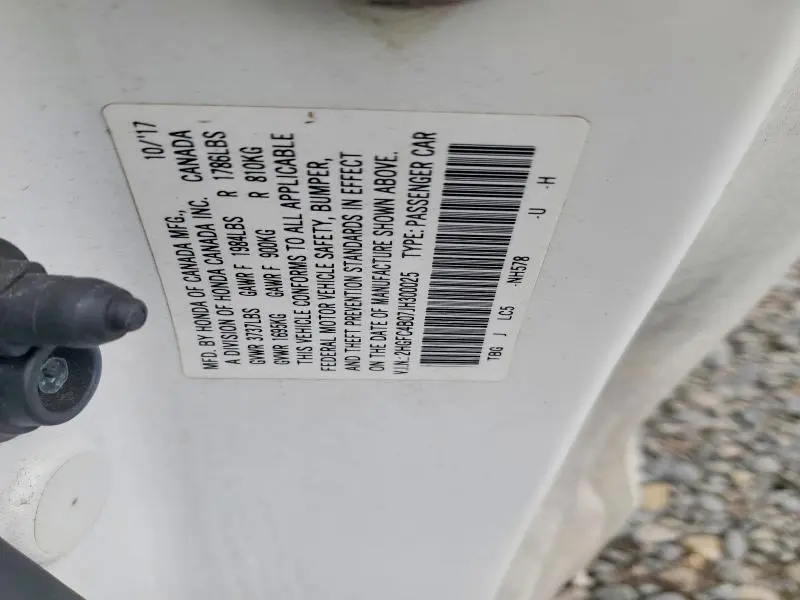 MFD. BY HONDA OF CANADA MFG., CANADA 10/'17
A DIVISION OF HONDA CANADA INC.
GVWR 3737LBS GAWR F 1984LBS R 1786LBS
GVWR 1695KG GAWR F 900KG R 810KG
THIS VEHICLE CONFORMS TO ALL APPLICABLE
FEDERAL MOTOR VEHICLE SAFETY, BUMPER,
AND THEFT PREVENTION STANDARDS IN EFFECT
ON THE DATE OF MANUFACTURE SHOWN ABOVE.
V.I.N.:2HGFC4B07JH300025 TYPE: PASSENGER CAR
TBG J LC5 -NH578 -U -H